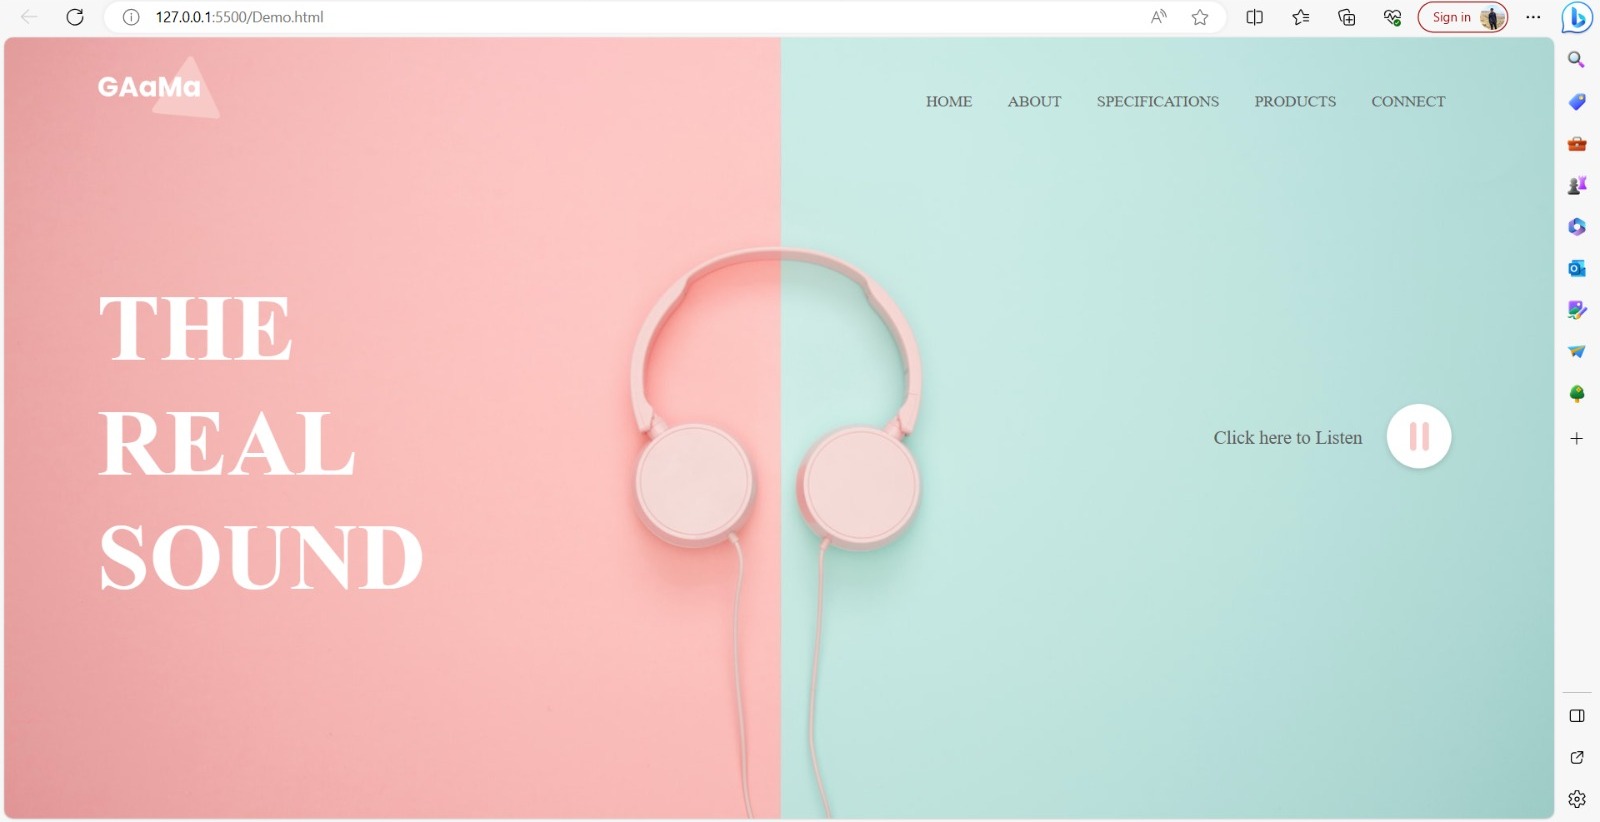 127.0.0.1:5500/Demo.html
Sign in
GAaMa
HOME ABOUT SPECIFICATIONS PRODUCTS CONNECT
THE
REAL
SOUND
Click here to Listen